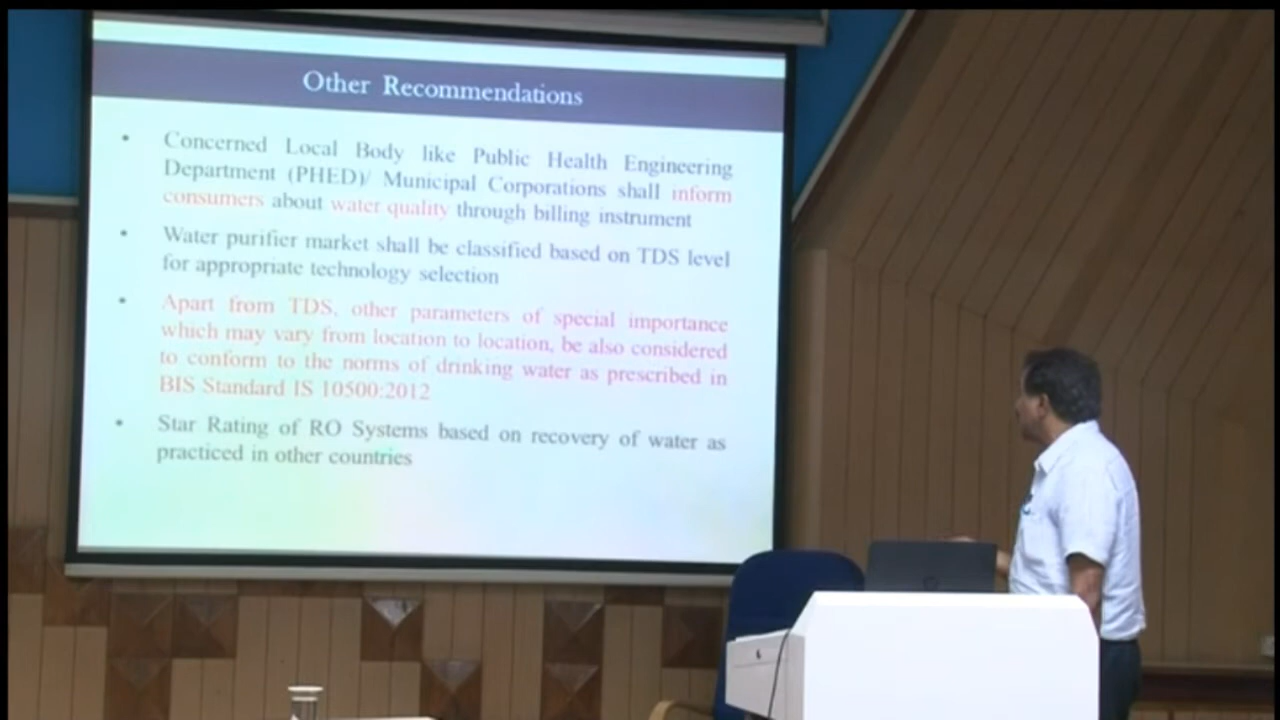 Other Recommendations
• Concerned Local Body like Public Health Engineering
Department (PHED)/ Municipal Corporations shall inform
consumers about water quality through billing instrument
• Water purifier market shall be classified based on TDS level
for appropriate technology selection
• Apart from TDS, other parameters of special importance
which may vary from location to location, be also considered
to conform to the norms of drinking water as prescribed in
BIS Standard IS 10500:2012
• Star Rating of RO Systems based on recovery of water as
practiced in other countries